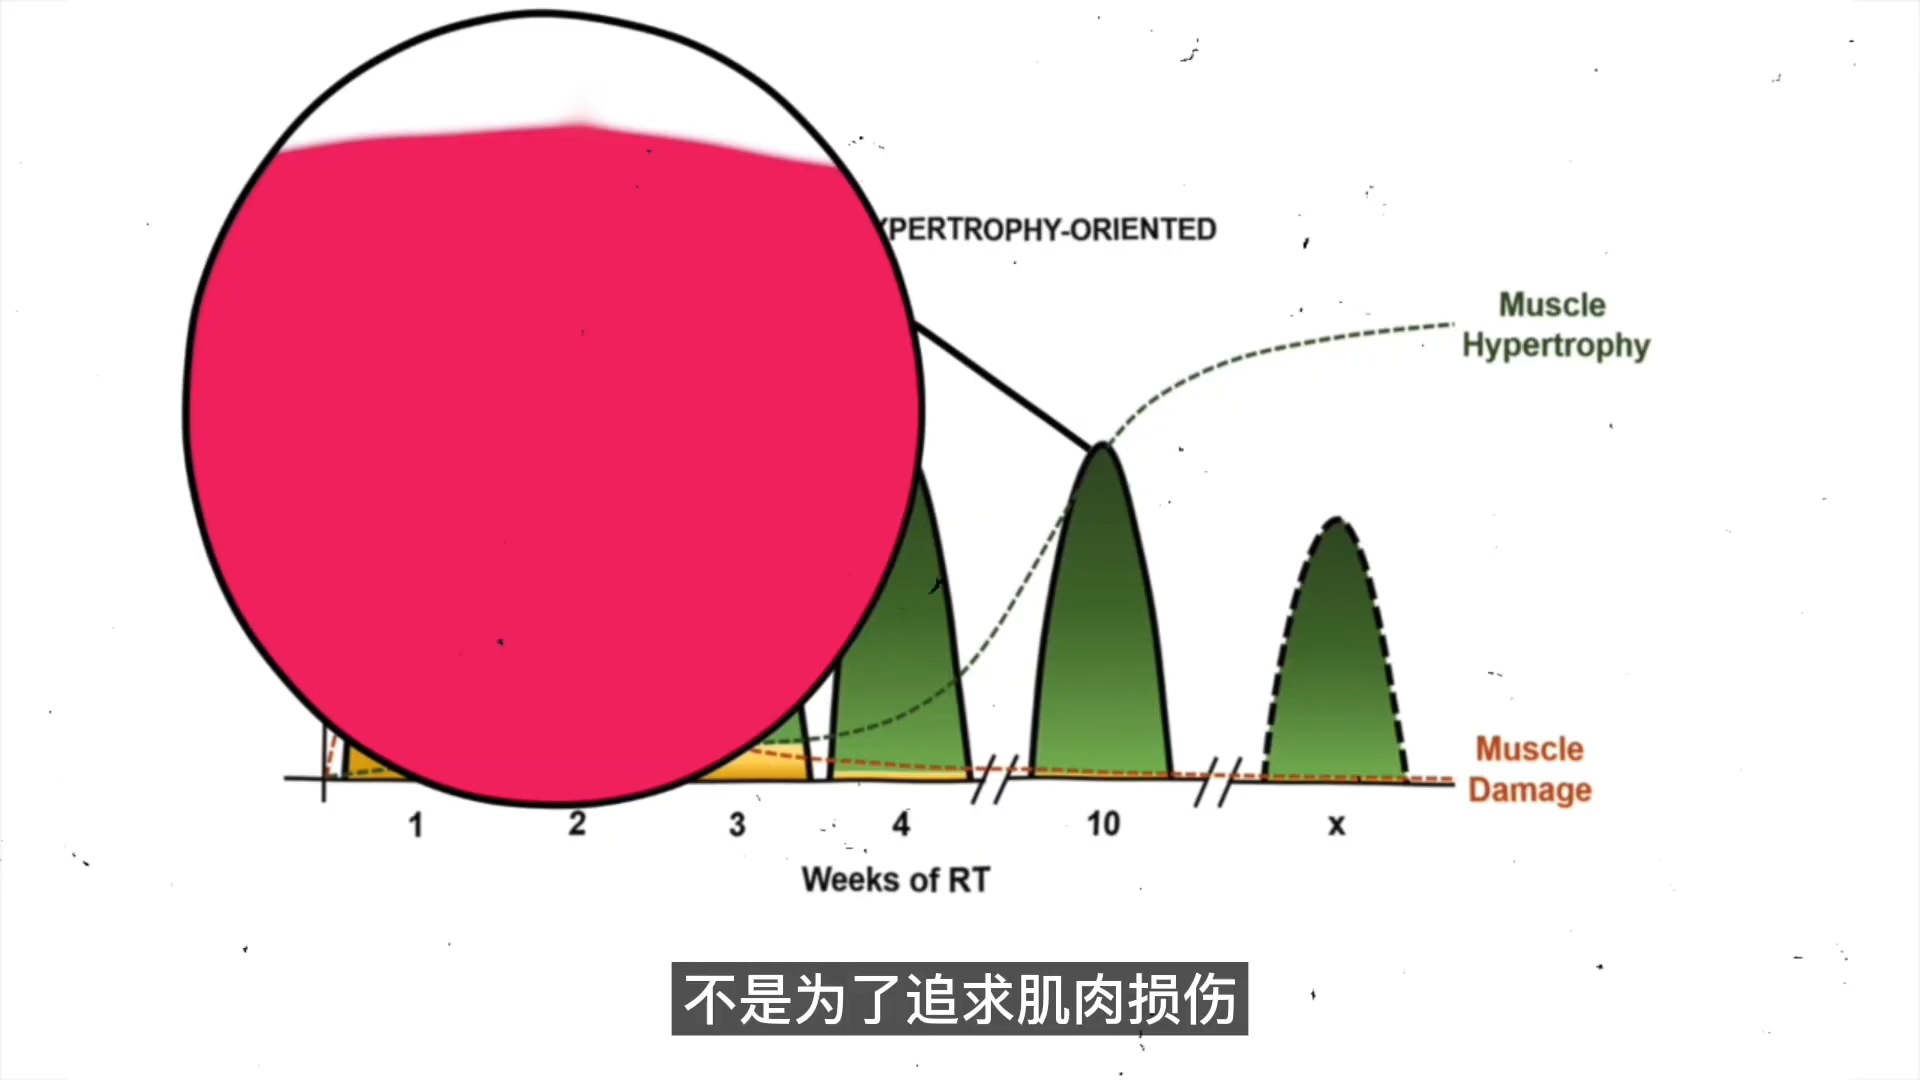 YPERTROPHY-ORIENTED
Muscle
Hypertrophy
Muscle
Damage
1 2 3 4 10 x
Weeks of RT
不是为了追求肌肉损伤